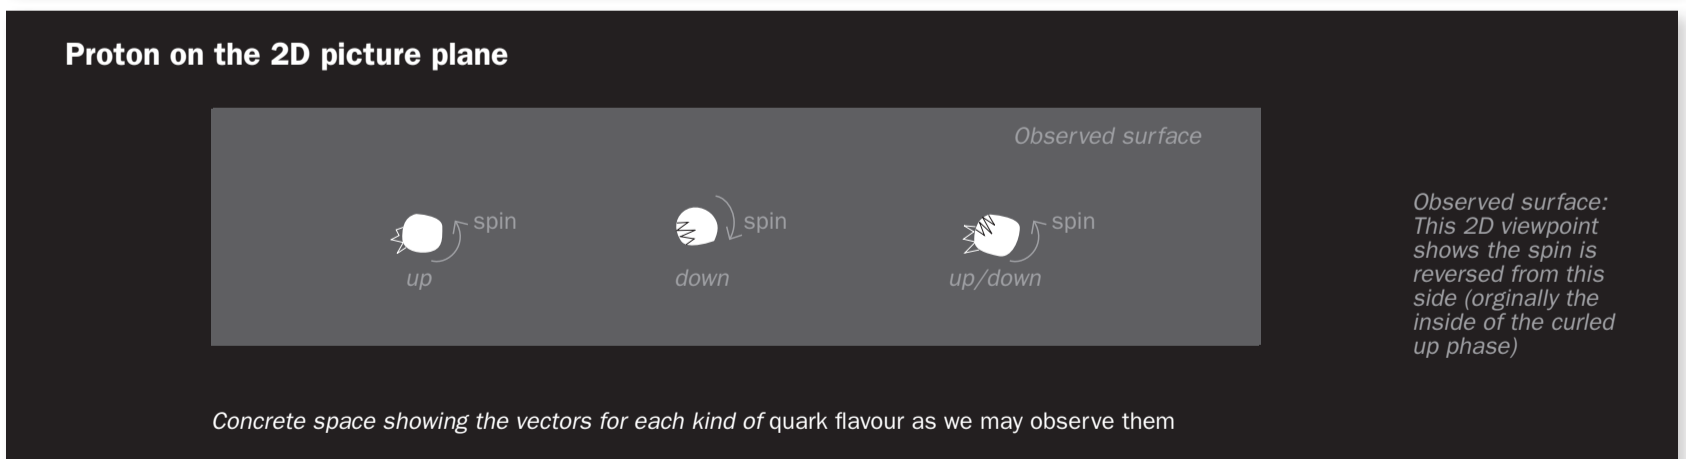 Proton on the 2D picture plane
Observed surface
spin
spin
spin
up
down
up/down
Observed surface:
This 2D viewpoint
shows the spin is
reversed from this
side (orginally the
inside of the curled
up phase)
Concrete space showing the vectors for each kind of quark flavour as we may observe them